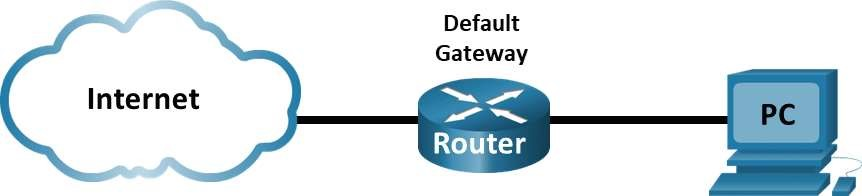 Default
Gateway
Internet
Router
PC